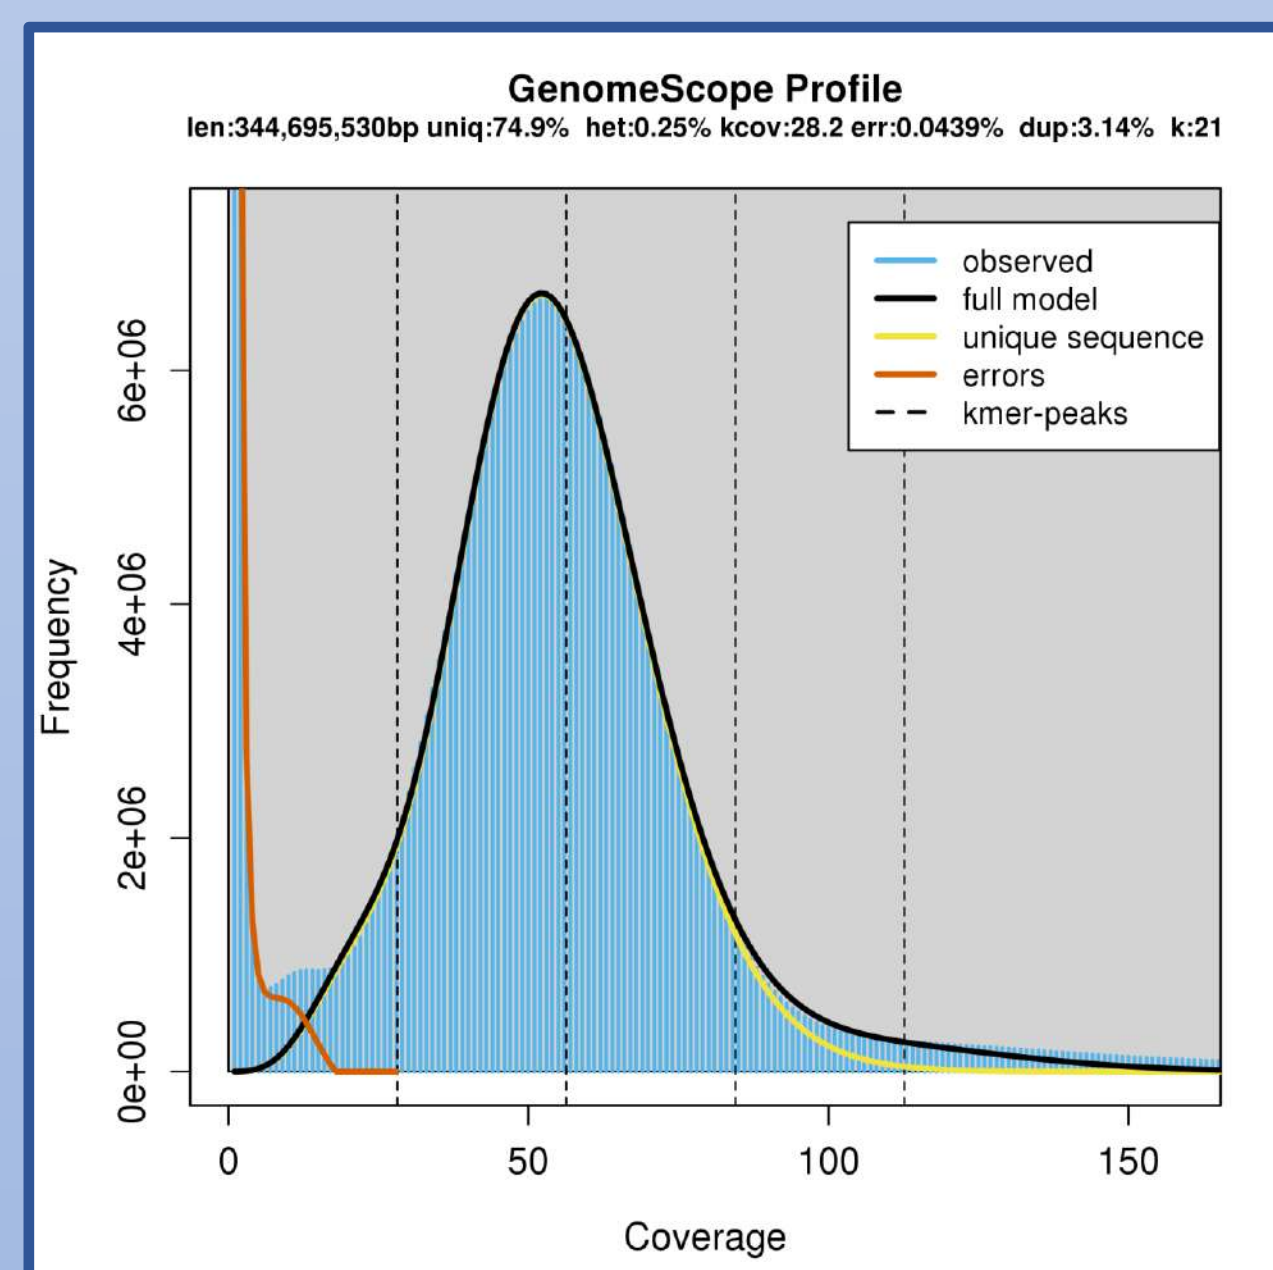 GenomeScope Profile
len:344,695,530bp uniq:74.9% het:0.25% kcov:28.2 err:0.0439% dup:3.14% k:21
observed
full model
unique sequence
errors
kmer-peaks
Frequency
6e+06
4e+06
2e+06
0e+00
0 50 100 150
Coverage